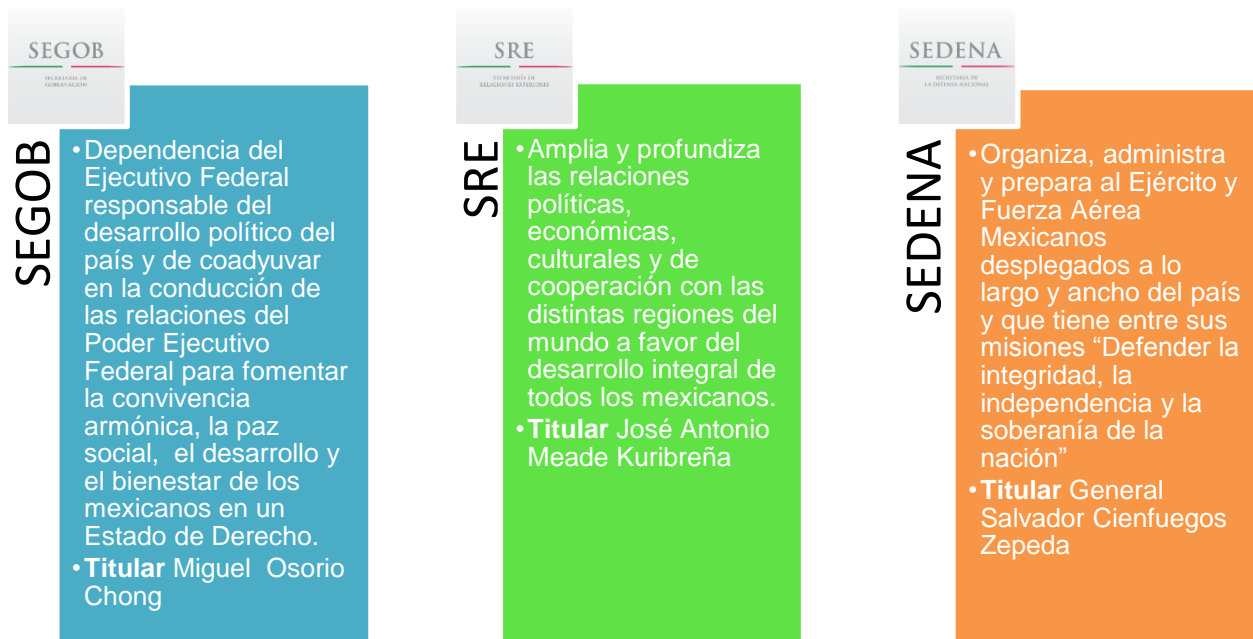 SEGOB
SECRETARÍA DE
GOBERNACIÓN
SEGOB
•Dependencia del
Ejecutivo Federal
responsable del
desarrollo político del
país y de coadyuvar
en la conducción de
las relaciones del
Poder Ejecutivo
Federal para fomentar
la convivencia
armónica, la paz
social,  el desarrollo y
el bienestar de los
mexicanos en un
Estado de Derecho.
•Titular Miguel  Osorio
Chong
SRE
SECRETARÍA DE
RELACIONES EXTERIORES
SRE
•Amplia y profundiza
las relaciones
políticas,
económicas,
culturales y de
cooperación con las
distintas regiones del
mundo a favor del
desarrollo integral de
todos los mexicanos.
•Titular José Antonio
Meade Kuribreña
SEDENA
SECRETARÍA DE
LA DEFENSA NACIONAL
SEDENA
•Organiza, administra
y prepara al Ejército y
Fuerza Aérea
Mexicanos
desplegados a lo
largo y ancho del país
y que tiene entre sus
misiones “Defender la
integridad, la
independencia y la
soberanía de la
nación”
•Titular General
Salvador Cienfuegos
Zepeda